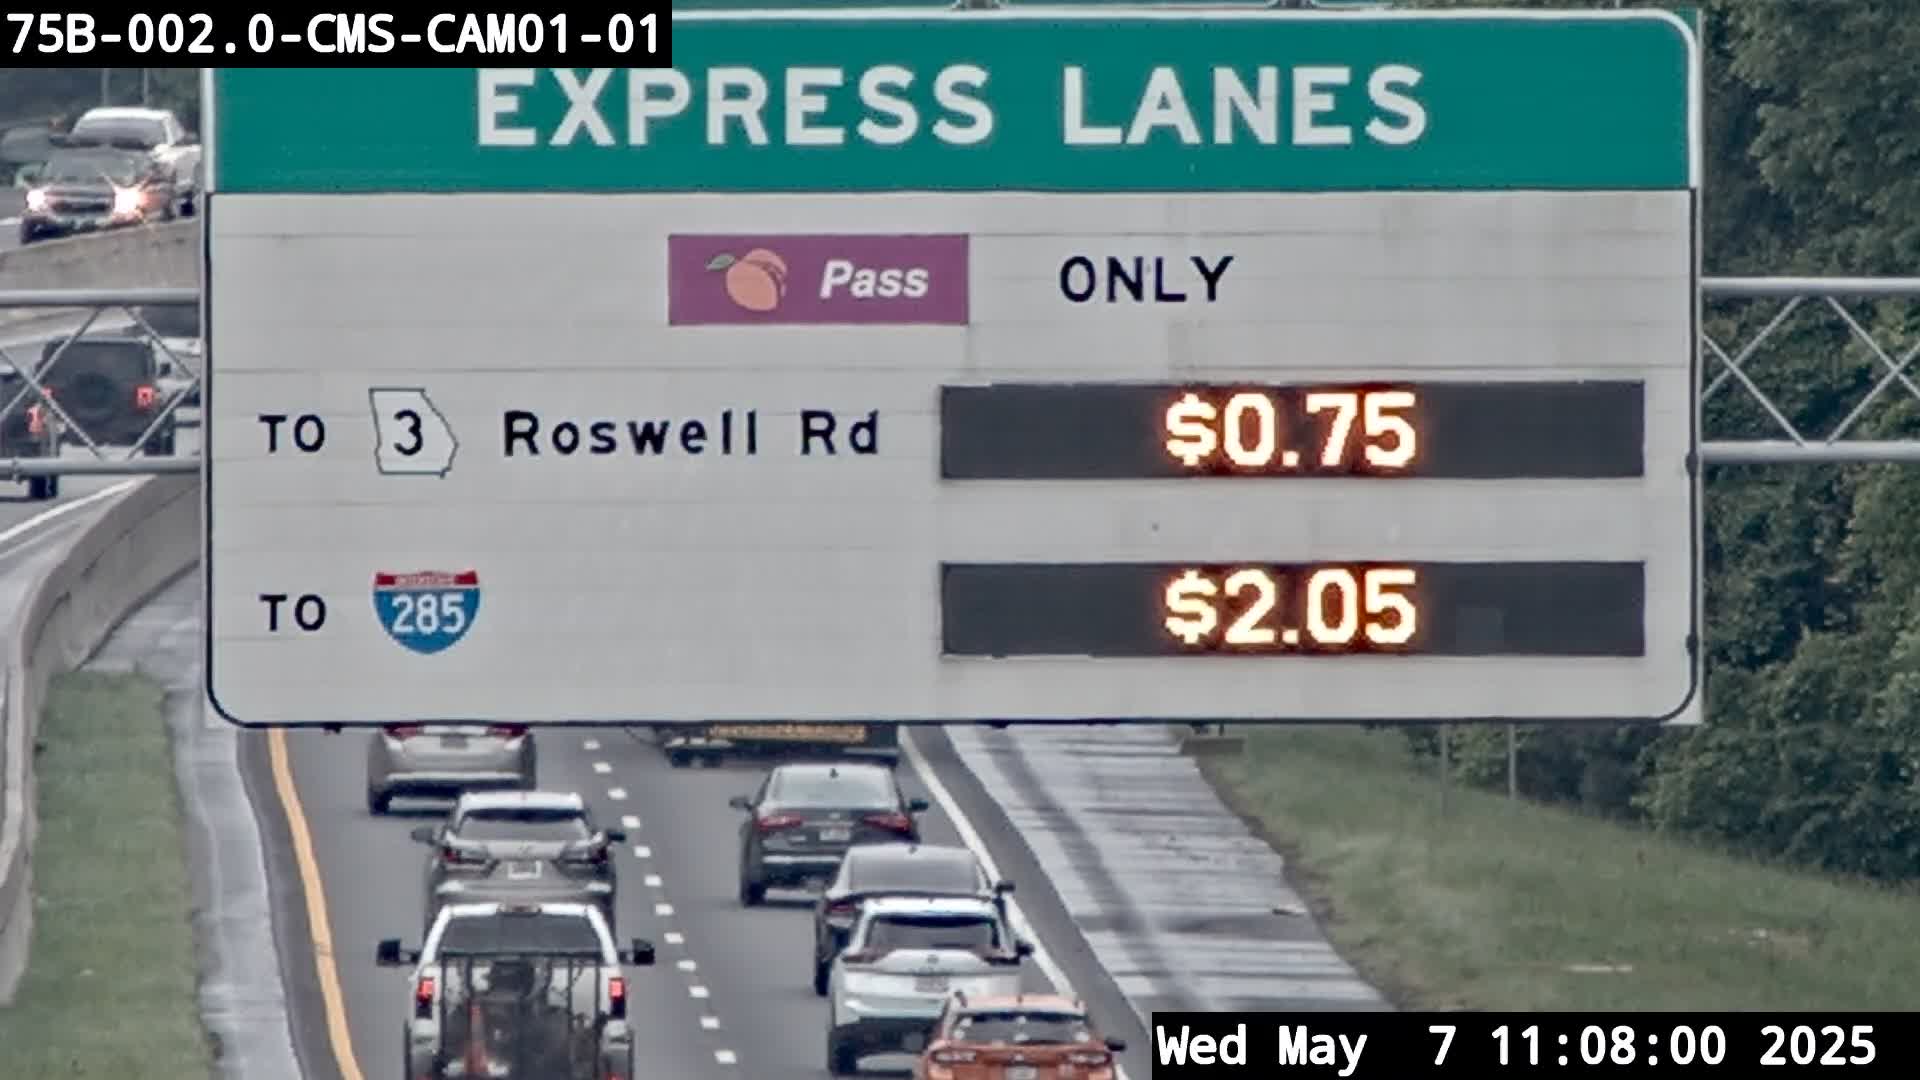 75B-002.0-CMS-CAM01-01
EXPRESS LANES
Pass ONLY
TO 3 Roswell Rd $0.75
INTERSTATE
TO 285 $2.05
Wed May 7 11:08:00 2025